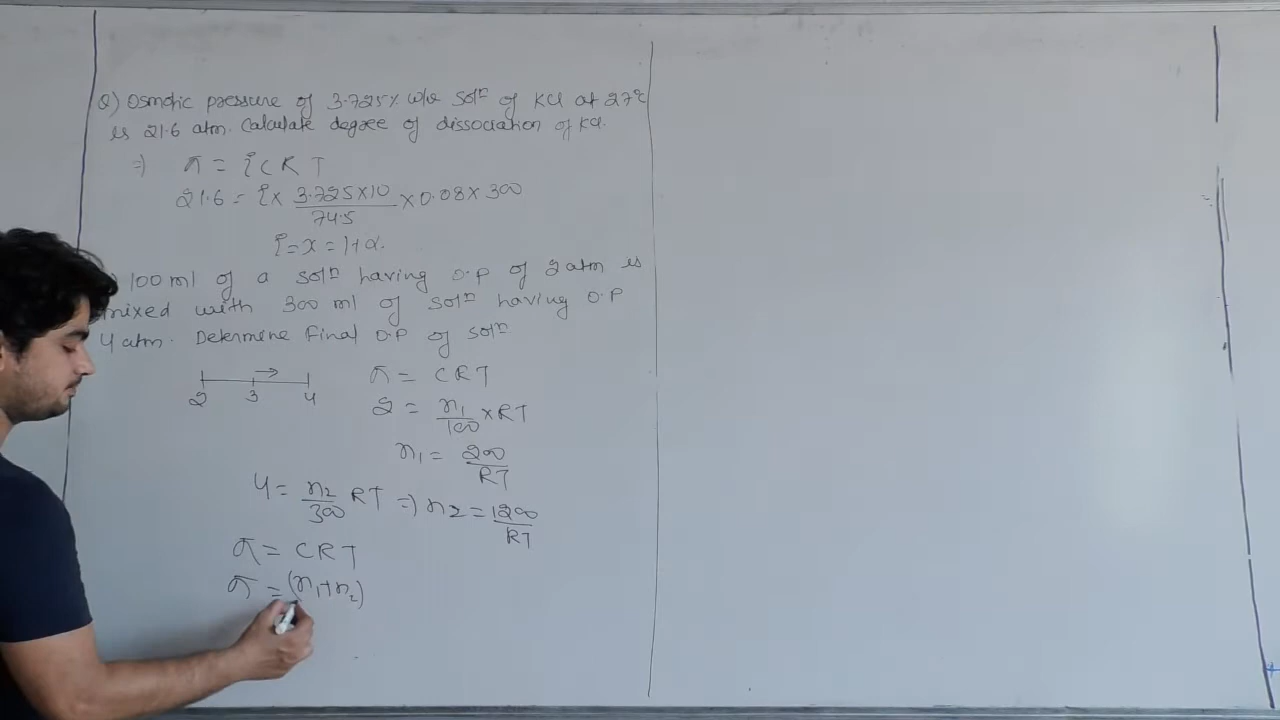 Q) Osmotic pressure of 3.725% w/v solⁿ of KCl at 27°C
is 21.6 atm. Calculate degree of dissociation of KCl.
⇒) π = iCRT
21.6 = i × 3.725×10 / 74.5 × 0.08 × 300
i = x = 1+α.
100 ml of a solⁿ having O.P of 2 atm is
mixed with 300 ml of solⁿ having O.P
4 atm. Determine Final O.P of solⁿ
2 3 4
π = CRT
2 = n₁/100 × RT
n₁ = 200/RT
4 = n₂/300 RT ⇒ n₂ = 1200/RT
π = CRT
π = (n₁+n₂)